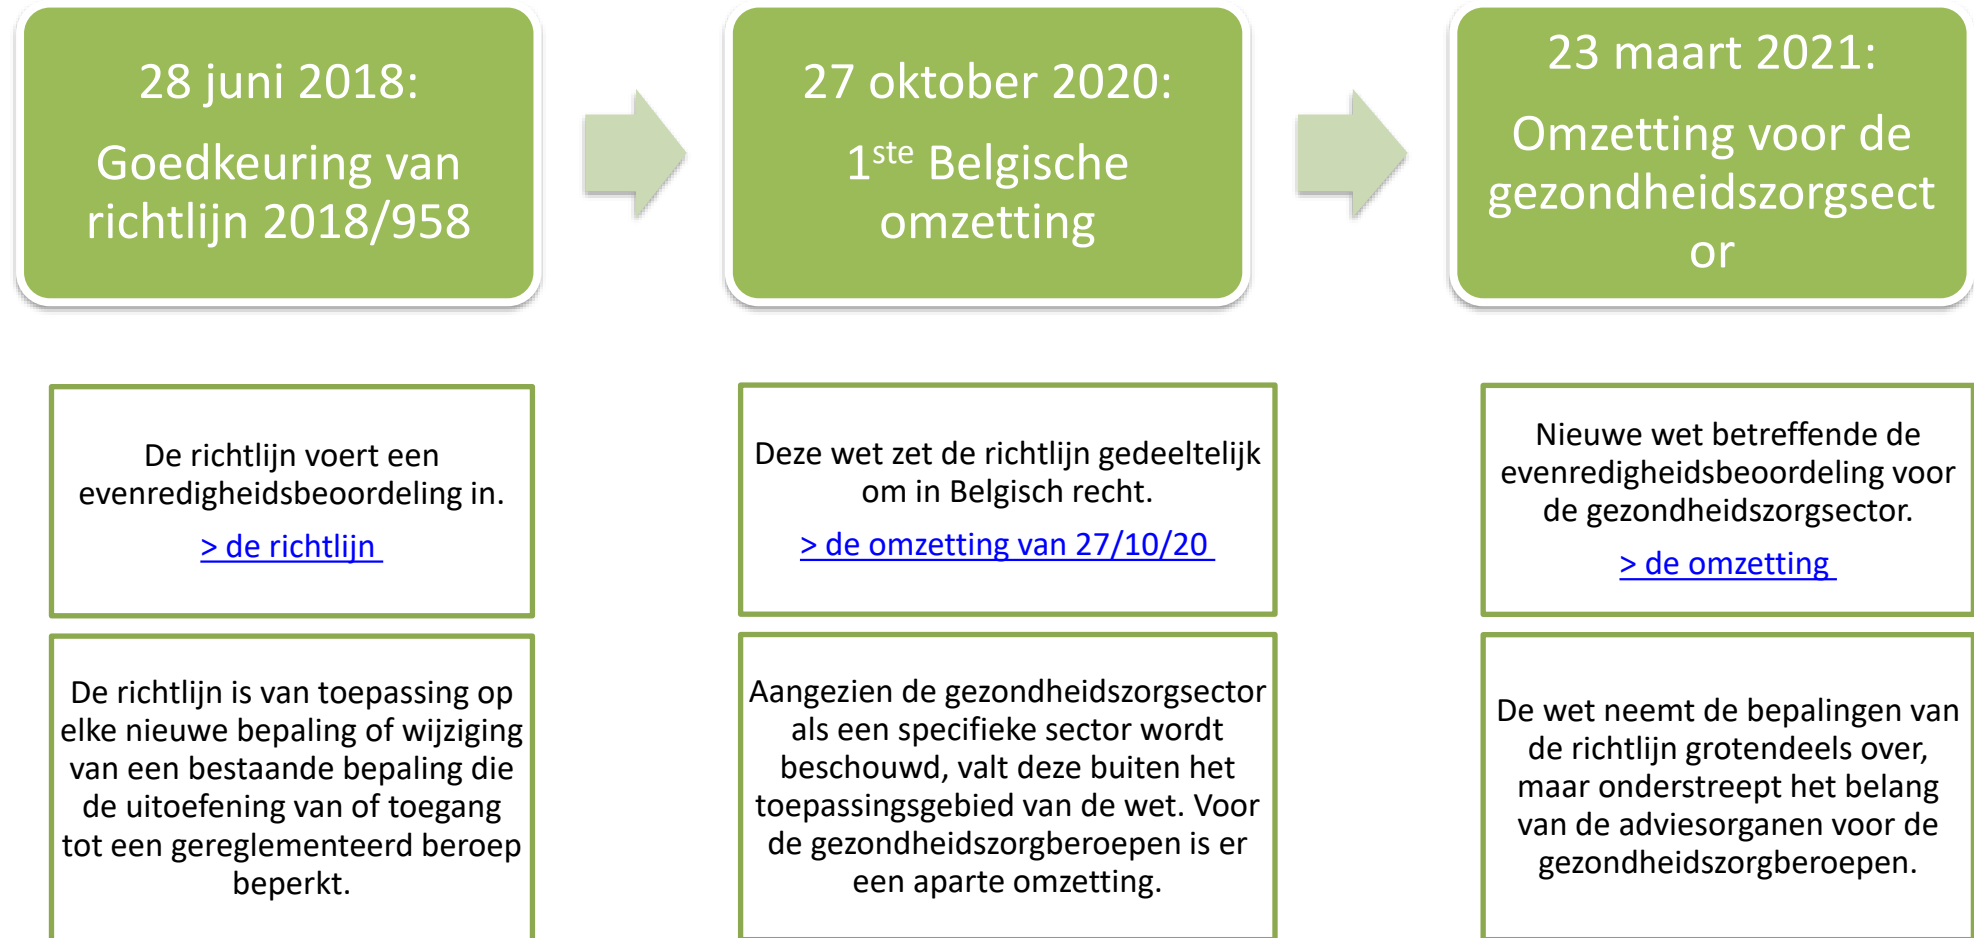 28 juni 2018:
Goedkeuring van
richtlijn 2018/958
27 oktober 2020:
1ste Belgische
omzetting
23 maart 2021:
Omzetting voor de
gezondheidszorgsect
or
De richtlijn voert een
evenredigheidsbeoordeling in.
> de richtlijn
Deze wet zet de richtlijn gedeeltelijk
om in Belgisch recht.
> de omzetting van 27/10/20
Nieuwe wet betreffende de
evenredigheidsbeoordeling voor
de gezondheidszorgsector.
> de omzetting
De richtlijn is van toepassing op
elke nieuwe bepaling of wijziging
van een bestaande bepaling die
de uitoefening van of toegang
tot een gereglementeerd beroep
beperkt.
Aangezien de gezondheidszorgsector
als een specifieke sector wordt
beschouwd, valt deze buiten het
toepassingsgebied van de wet. Voor
de gezondheidszorgberoepen is er
een aparte omzetting.
De wet neemt de bepalingen van
de richtlijn grotendeels over,
maar onderstreept het belang
van de adviesorganen voor de
gezondheidszorgberoepen.